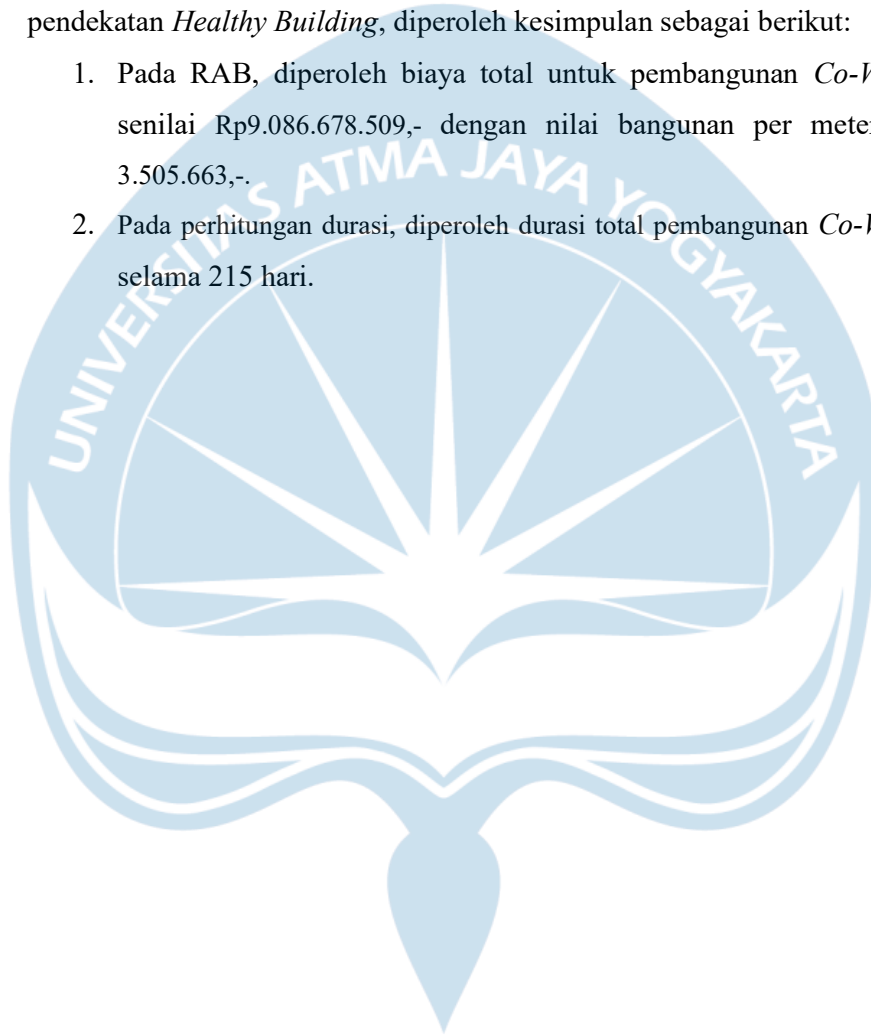 pendekatan Healthy Building, diperoleh kesimpulan sebagai berikut:
1. Pada RAB, diperoleh biaya total untuk pembangunan Co-
senilai Rp9.086.678.509,- dengan nilai bangunan per
3.505.663,-.
2. Pada perhitungan durasi, diperoleh durasi total pembangunan Co-
selama 215 hari.
UNIVERSITAS ATMA JAYA YOGYAKARTA